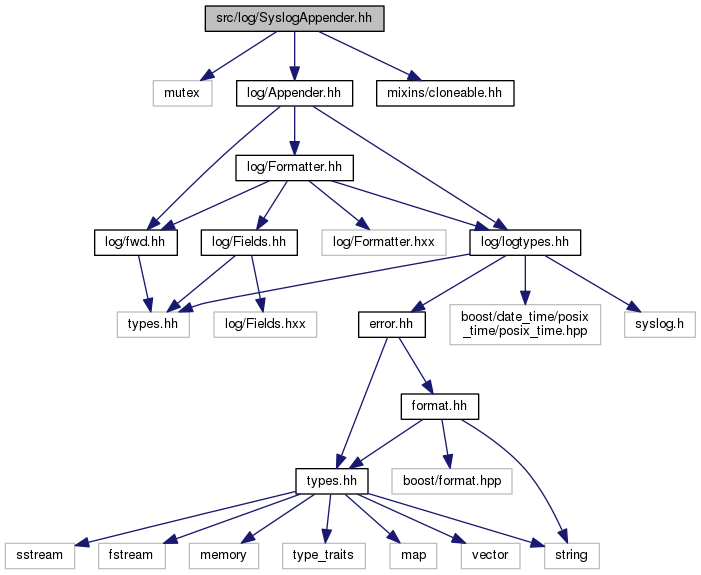 src/log/SyslogAppender.hh
mutex
log/Appender.hh
mixins/cloneable.hh
log/Formatter.hh
log/fwd.hh
log/Fields.hh
log/Formatter.hxx
log/logtypes.hh
types.hh
log/Fields.hxx
error.hh
boost/date_time/posix
_time/posix_time.hpp
syslog.h
format.hh
types.hh
boost/format.hpp
sstream
fstream
memory
type_traits
map
vector
string